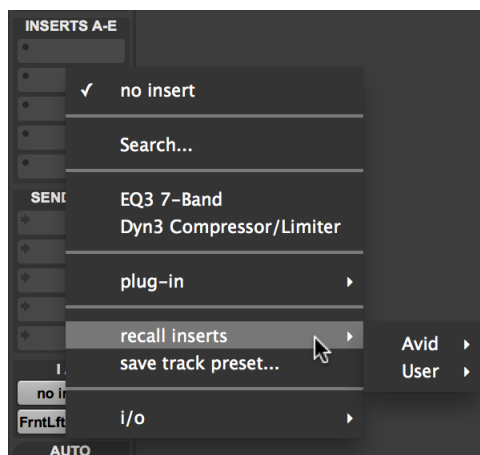 INSERTS A-E
✓ no insert
Search...
EQ3 7-Band
Dyn3 Compressor/Limiter
SEND
plug-in
recall inserts
Avid
save track preset...
User
I
no i
i/o
FrntLft
AUTO